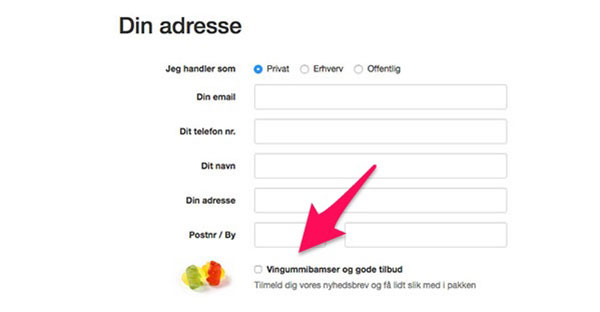 Din adresse
Jeg handler som Privat Erhverv Offentlig
Din email
Dit telefon nr.
Dit navn
Din adresse
Postnr / By
Vingummibamser og gode tilbud
Tilmeld dig vores nyhedsbrev og få lidt slik med i pakken